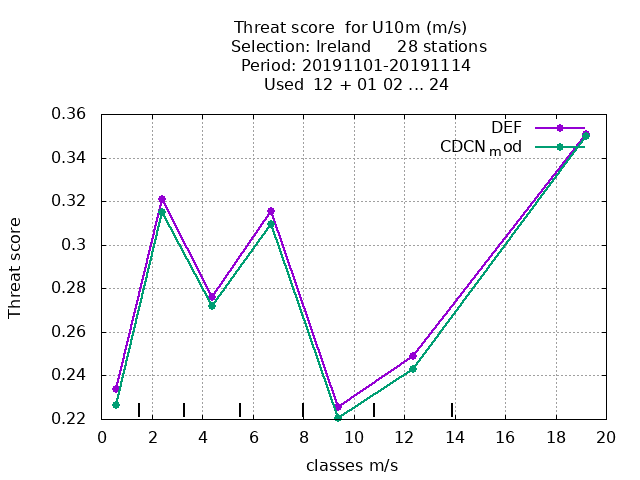 Threat score  for U10m (m/s)
Selection: Ireland     28 stations
Period: 20191101-20191114
Used  12 + 01 02 ... 24
DEF
CDCN_mod
Threat score
0.36
0.34
0.32
0.3
0.28
0.26
0.24
0.22
0 2 4 6 8 10 12 14 16 18 20
classes m/s